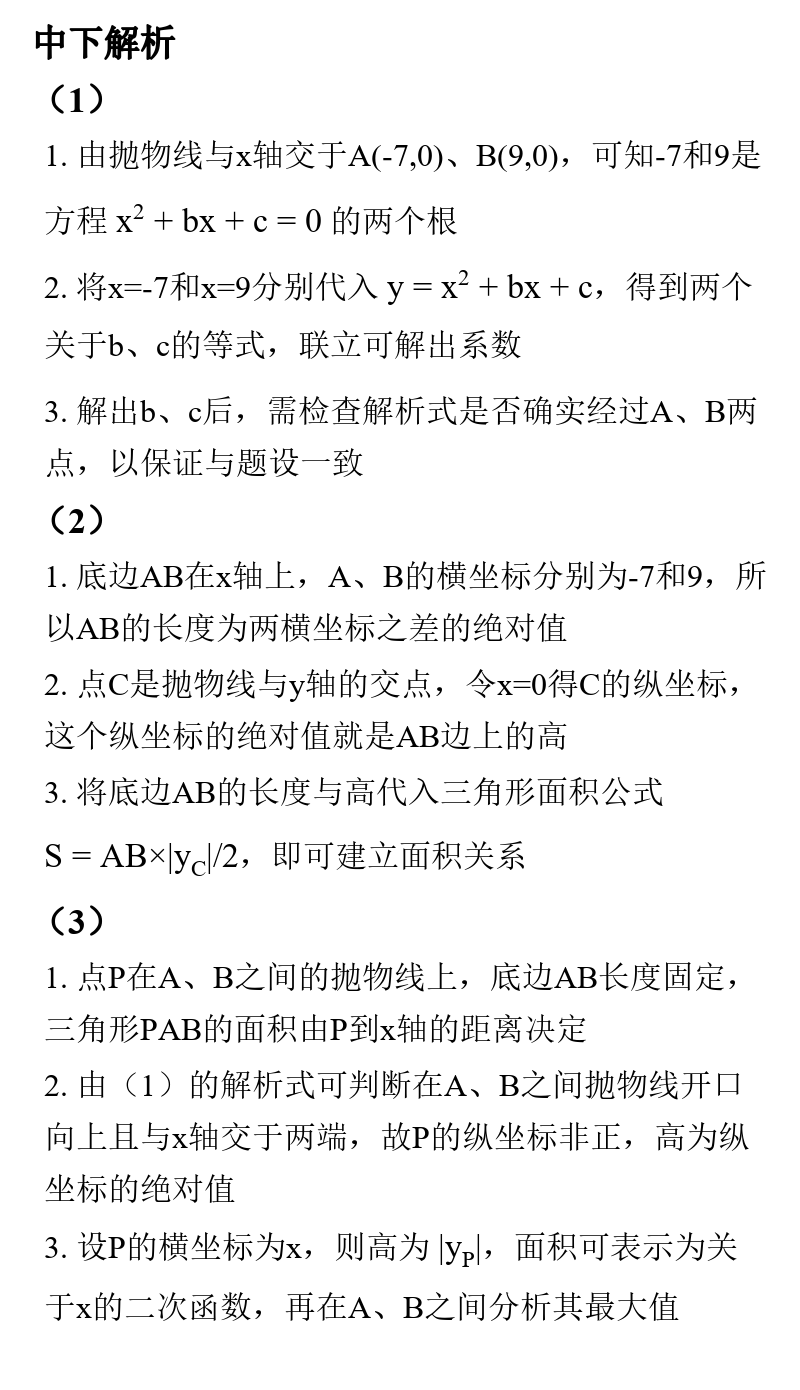 中下解析
（1）
1. 由抛物线与x轴交于A(-7,0)、B(9,0)，可知-7和9是
方程 x² + bx + c = 0 的两个根
2. 将x=-7和x=9分别代入 y = x² + bx + c，得到两个
关于b、c的等式，联立可解出系数
3. 解出b、c后，需检查解析式是否确实经过A、B两
点，以保证与题设一致
（2）
1. 底边AB在x轴上，A、B的横坐标分别为-7和9，所
以AB的长度为两横坐标之差的绝对值
2. 点C是抛物线与y轴的交点，令x=0得C的纵坐标，
这个纵坐标的绝对值就是AB边上的高
3. 将底边AB的长度与高代入三角形面积公式
S = AB×|y_C|/2，即可建立面积关系
（3）
1. 点P在A、B之间的抛物线上，底边AB长度固定，
三角形PAB的面积由P到x轴的距离决定
2. 由（1）的解析式可判断在A、B之间抛物线开口
向上且与x轴交于两端，故P的纵坐标非正，高为纵
坐标的绝对值
3. 设P的横坐标为x，则高为 |y_P|，面积可表示为关
于x的二次函数，再在A、B之间分析其最大值